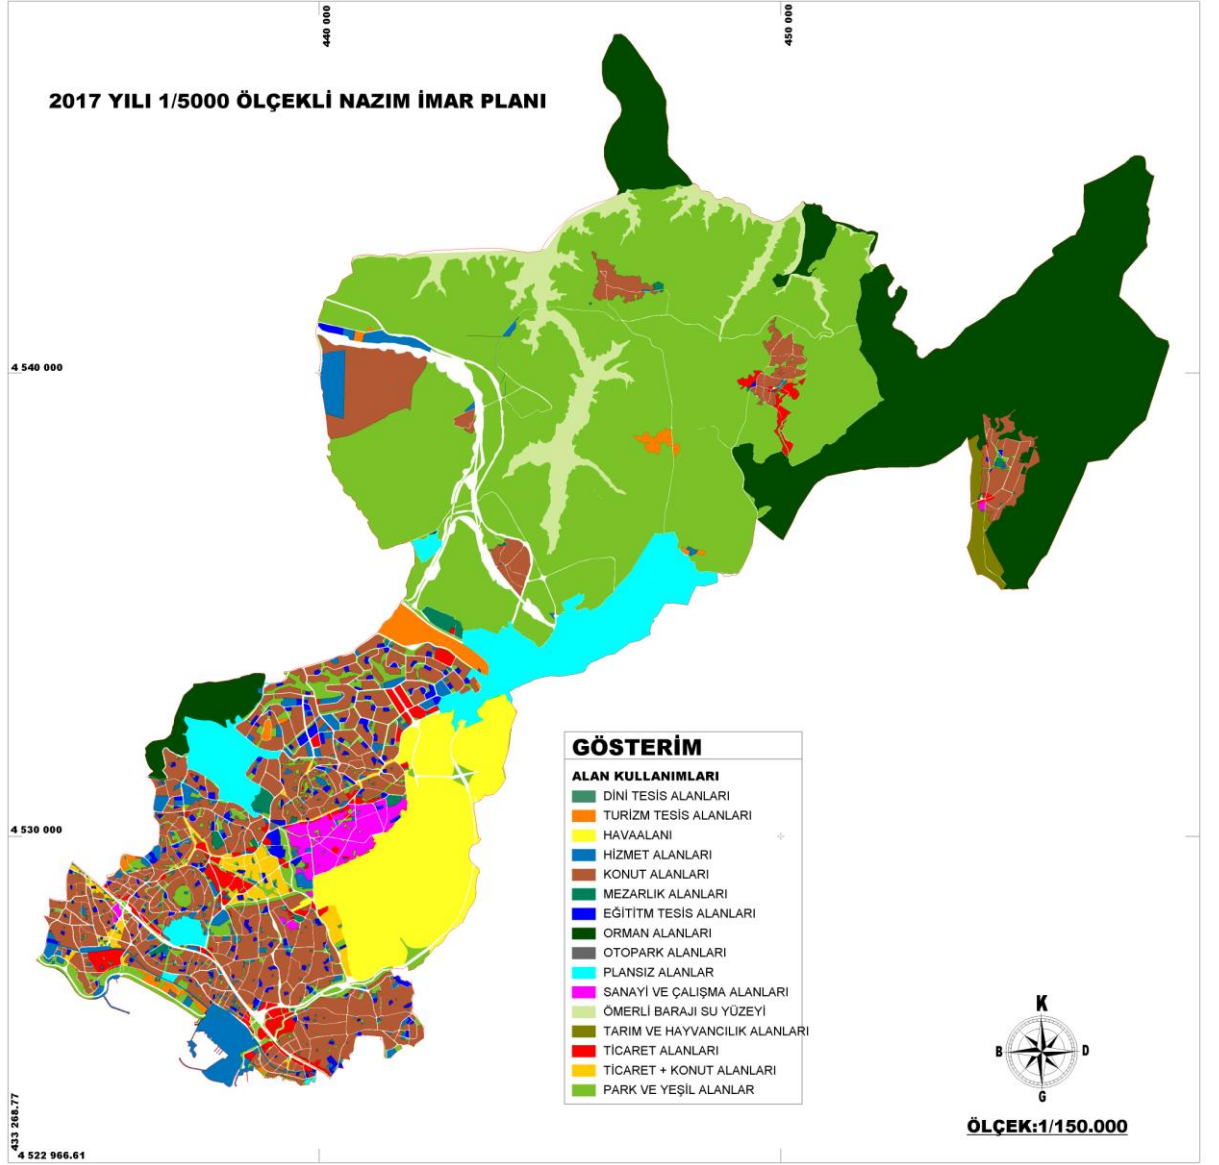 440 000
450 000
2017 YILI 1/5000 ÖLÇEKLİ NAZIM İMAR PLANI
4 540 000
GÖSTERİM
ALAN KULLANIMLARI
DİNİ TESİS ALANLARI
TURİZM TESİS ALANLARI
HAVAALANI
HİZMET ALANLARI
KONUT ALANLARI
MEZARLIK ALANLARI
EĞİTİTM TESİS ALANLARI
ORMAN ALANLARI
OTOPARK ALANLARI
PLANSIZ ALANLAR
SANAYİ VE ÇALIŞMA ALANLARI
ÖMERLİ BARAJI SU YÜZEYİ
TARIM VE HAYVANCILIK ALANLARI
TİCARET ALANLARI
TİCARET + KONUT ALANLARI
PARK VE YEŞİL ALANLAR
4 530 000
K
B
D
G
ÖLÇEK:1/150.000
433 268.77
4 522 966.61